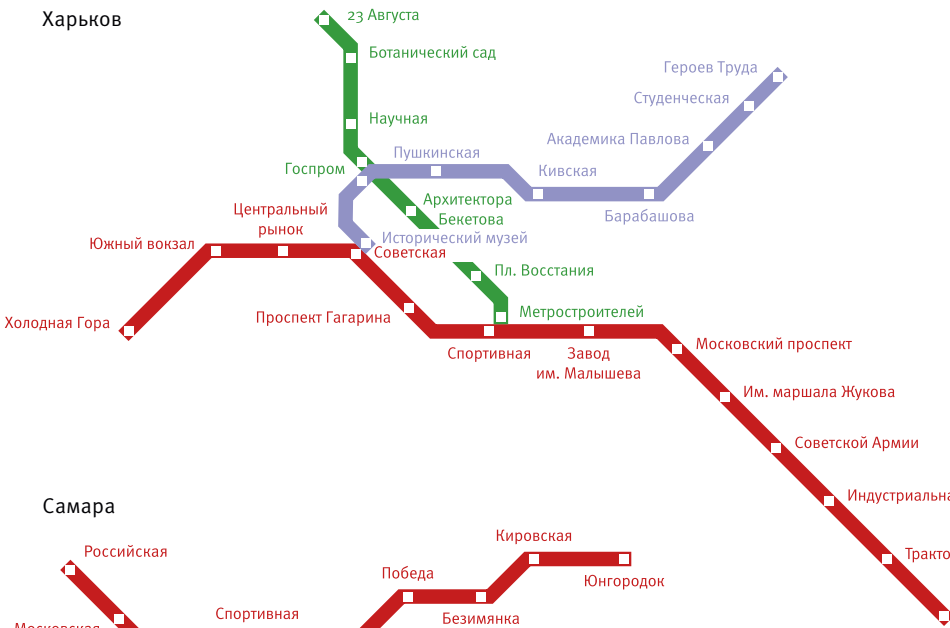 Харьков
23 Августа
Ботанический сад
Героев Труда
Студенческая
Научная
Академика Павлова
Пушкинская
Госпром
Кивская
Архитектора
Бекетова
Центральный
рынок
Барабашова
Южный вокзал
Исторический музей
Советская
Пл. Восстания
Холодная Гора
Проспект Гагарина
Метростроителей
Спортивная
Завод
им. Малышева
Московский проспект
Им. маршала Жукова
Советской Армии
Индустриальна
Тракто
Самара
Российская
Кировская
Победа
Юнгородок
Спортивная
Безимянка
Московская